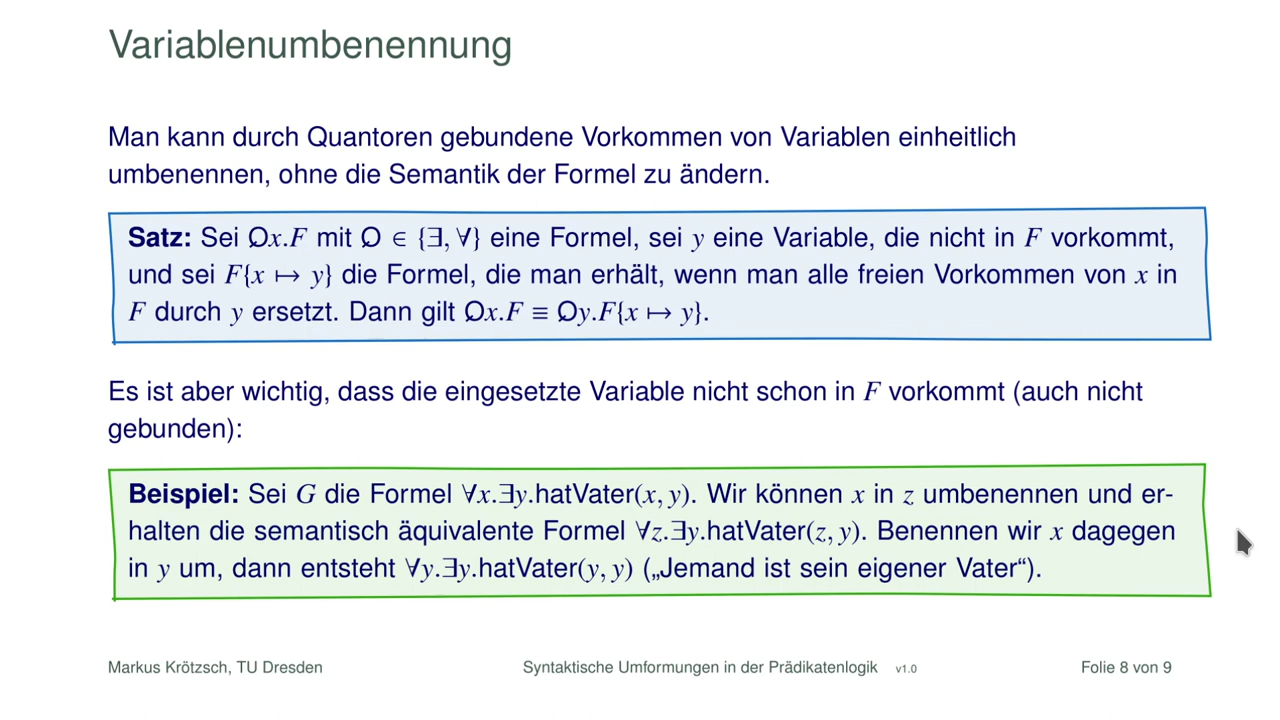 Variablenumbenennung
Man kann durch Quantoren gebundene Vorkommen von Variablen einheitlich
umbenennen, ohne die Semantik der Formel zu ändern.
Satz: Sei Qx.F mit Q ∈ {∃, ∀} eine Formel, sei y eine Variable, die nicht in F vorkommt,
und sei F{x ↦ y} die Formel, die man erhält, wenn man alle freien Vorkommen von x in
F durch y ersetzt. Dann gilt Qx.F ≡ Qy.F{x ↦ y}.
Es ist aber wichtig, dass die eingesetzte Variable nicht schon in F vorkommt (auch nicht
gebunden):
Beispiel: Sei G die Formel ∀x.∃y.hatVater(x, y). Wir können x in z umbenennen und er-
halten die semantisch äquivalente Formel ∀z.∃y.hatVater(z, y). Benennen wir x dagegen
in y um, dann entsteht ∀y.∃y.hatVater(y, y) („Jemand ist sein eigener Vater“).
Markus Krötzsch, TU Dresden Syntaktische Umformungen in der Prädikatenlogik v1.0 Folie 8 von 9